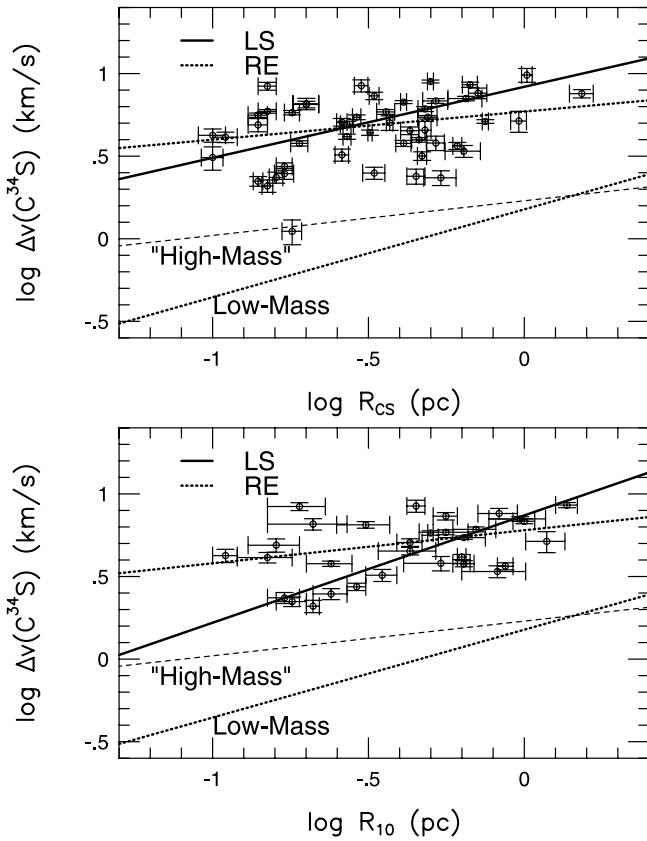 LS
RE
1
.5
0
-.5
log Δv(C³⁴S) (km/s)
"High-Mass"
Low-Mass
-1
-.5
0
log R_CS (pc)
LS
RE
1
.5
0
-.5
log Δv(C³⁴S) (km/s)
"High-Mass"
Low-Mass
-1
-.5
0
log R₁₀ (pc)